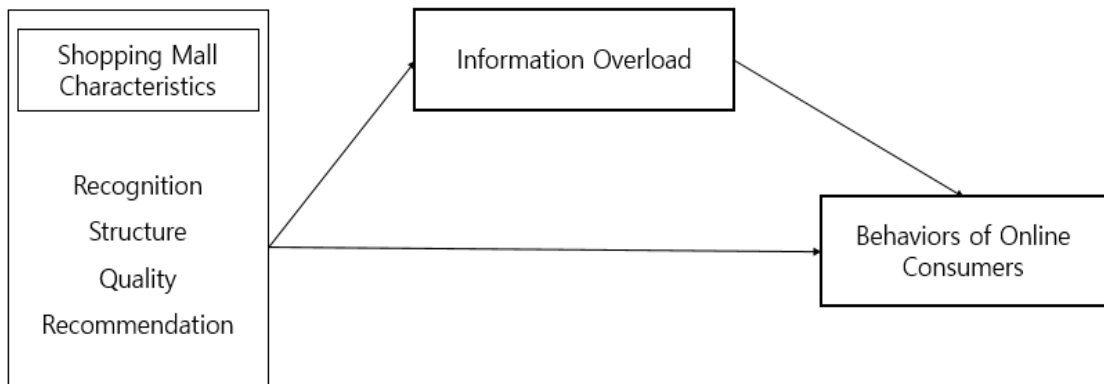 Shopping Mall
Characteristics
Recognition
Structure
Quality
Recommendation
Information Overload
Behaviors of Online
Consumers